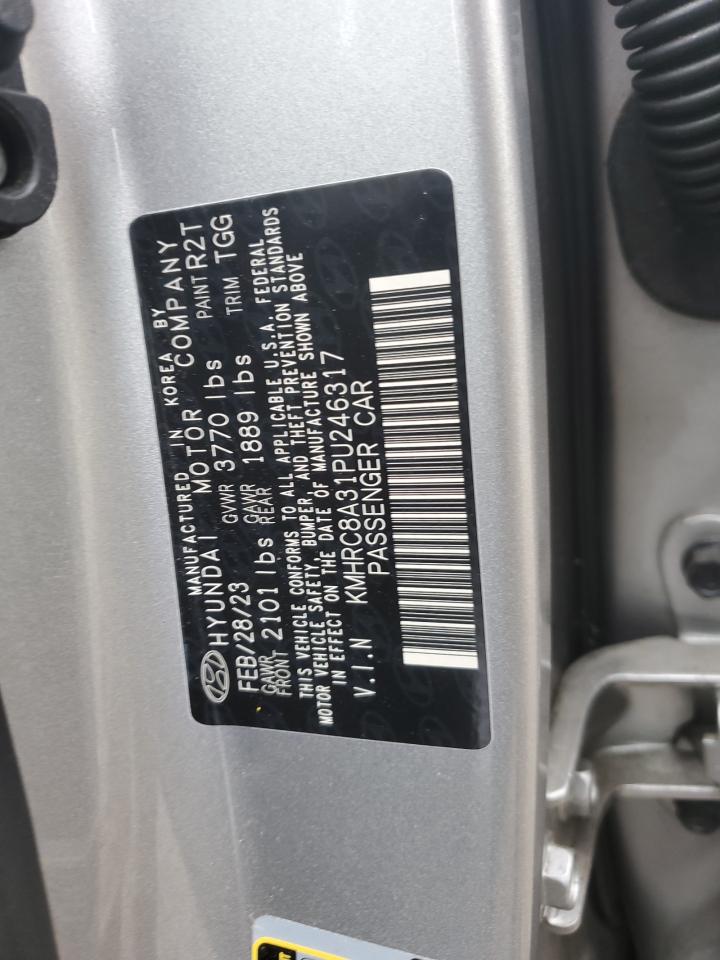 MANUFACTURED IN KOREA BY
HYUNDAI MOTOR COMPANY
FEB/28/23 GVWR 3770 lbs PAINT R2T
GAWR FRONT 2101 lbs GAWR REAR 1889 lbs TRIM TGG
THIS VEHICLE CONFORMS TO ALL APPLICABLE U.S.A. FEDERAL
MOTOR VEHICLE SAFETY, BUMPER, AND THEFT PREVENTION STANDARDS
IN EFFECT ON THE DATE OF MANUFACTURE SHOWN ABOVE
V.I.N KMHRC8A31PU246317
PASSENGER CAR